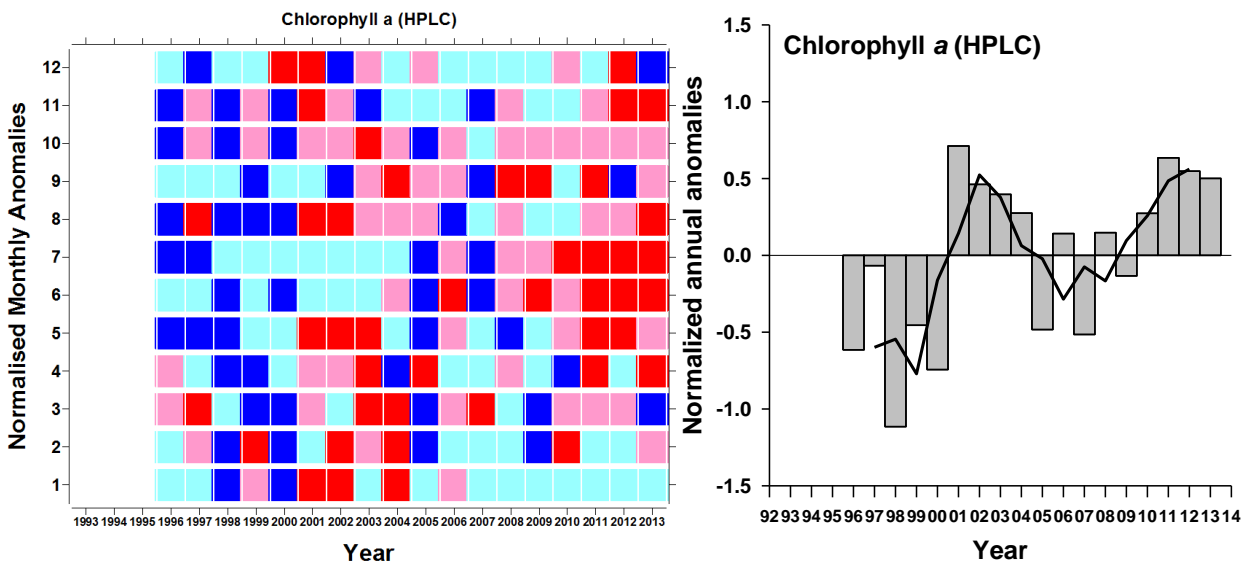 Chlorophyll a (HPLC)
Normalised Monthly Anomalies
12
11
10
9
8
7
6
5
4
3
2
1
1993 1994 1995 1996 1997 1998 1999 2000 2001 2002 2003 2004 2005 2006 2007 2008 2009 2010 2011 2012 2013
Year
Chlorophyll a (HPLC)
Normalized annual anomalies
1.5
1.0
0.5
0.0
-0.5
-1.0
-1.5
92 93 94 95 96 97 98 99 00 01 02 03 04 05 06 07 08 09 10 11 12 13 14
Year